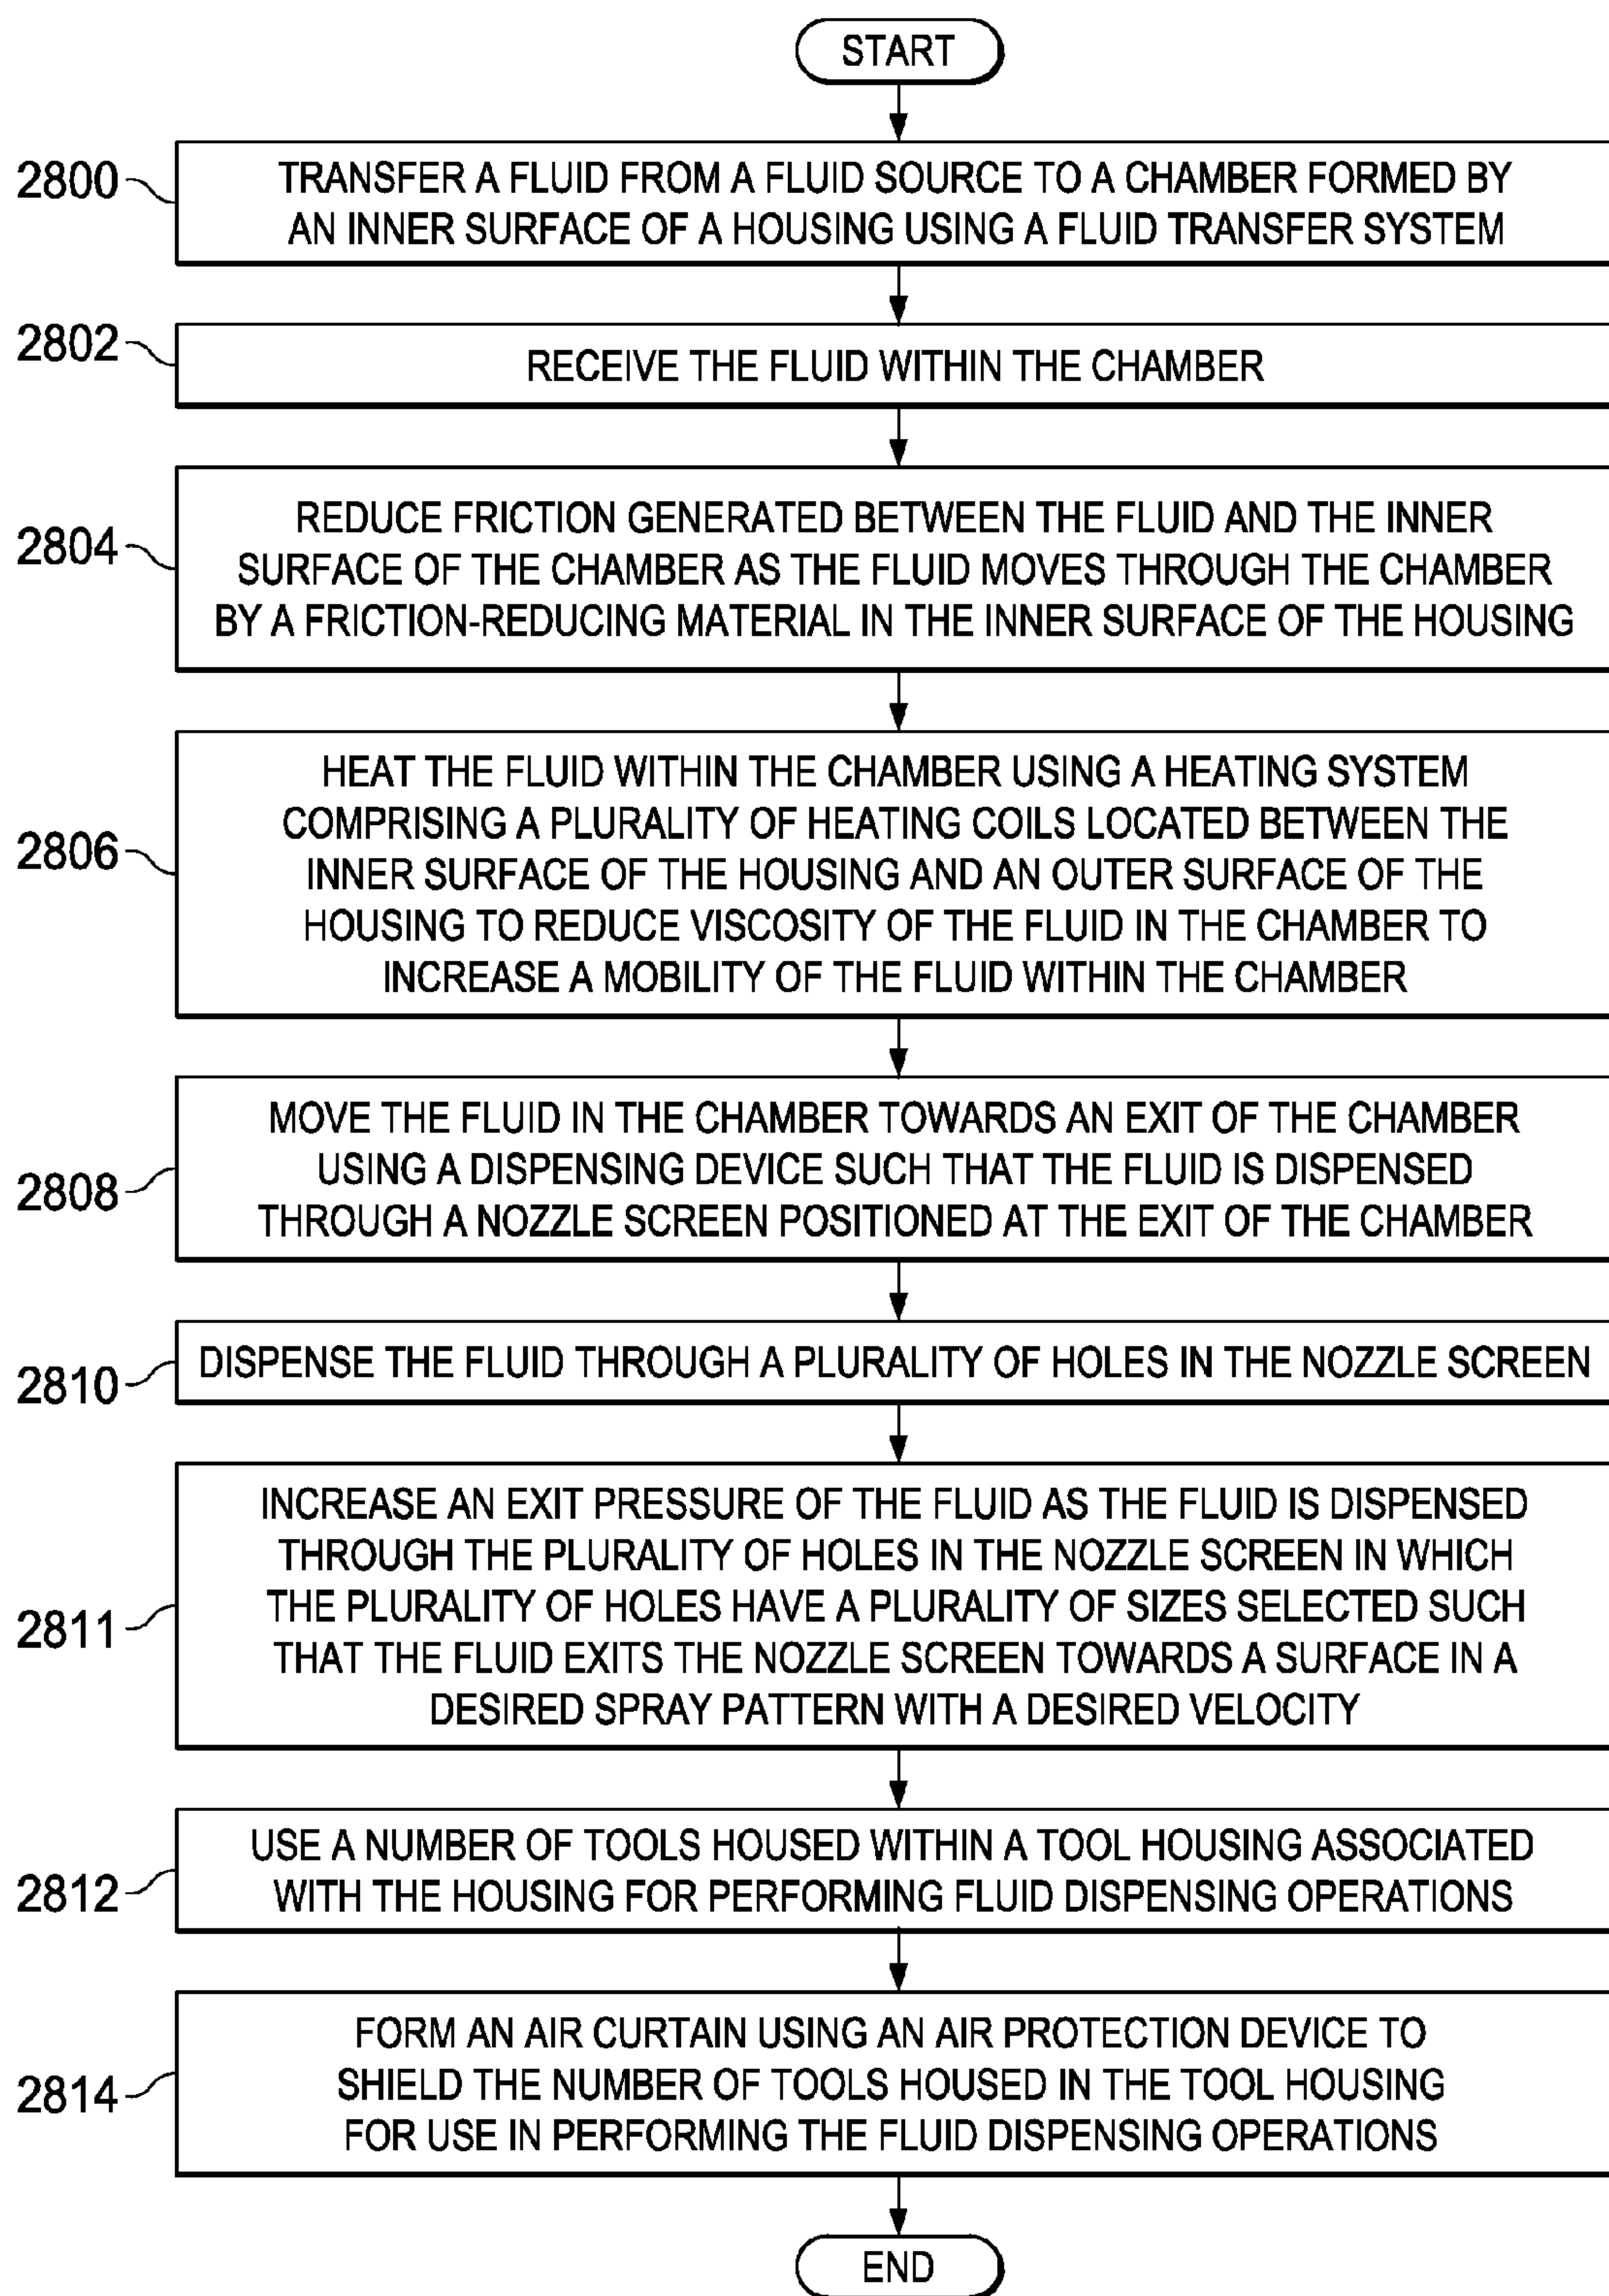 START
2800
TRANSFER A FLUID FROM A FLUID SOURCE TO A CHAMBER FORMED BY
AN INNER SURFACE OF A HOUSING USING A FLUID TRANSFER SYSTEM
2802
RECEIVE THE FLUID WITHIN THE CHAMBER
2804
REDUCE FRICTION GENERATED BETWEEN THE FLUID AND THE INNER
SURFACE OF THE CHAMBER AS THE FLUID MOVES THROUGH THE CHAMBER
BY A FRICTION-REDUCING MATERIAL IN THE INNER SURFACE OF THE HOUSING
2806
HEAT THE FLUID WITHIN THE CHAMBER USING A HEATING SYSTEM
COMPRISING A PLURALITY OF HEATING COILS LOCATED BETWEEN THE
INNER SURFACE OF THE HOUSING AND AN OUTER SURFACE OF THE
HOUSING TO REDUCE VISCOSITY OF THE FLUID IN THE CHAMBER TO
INCREASE A MOBILITY OF THE FLUID WITHIN THE CHAMBER
2808
MOVE THE FLUID IN THE CHAMBER TOWARDS AN EXIT OF THE CHAMBER
USING A DISPENSING DEVICE SUCH THAT THE FLUID IS DISPENSED
THROUGH A NOZZLE SCREEN POSITIONED AT THE EXIT OF THE CHAMBER
2810
DISPENSE THE FLUID THROUGH A PLURALITY OF HOLES IN THE NOZZLE SCREEN
2811
INCREASE AN EXIT PRESSURE OF THE FLUID AS THE FLUID IS DISPENSED
THROUGH THE PLURALITY OF HOLES IN THE NOZZLE SCREEN IN WHICH
THE PLURALITY OF HOLES HAVE A PLURALITY OF SIZES SELECTED SUCH
THAT THE FLUID EXITS THE NOZZLE SCREEN TOWARDS A SURFACE IN A
DESIRED SPRAY PATTERN WITH A DESIRED VELOCITY
2812
USE A NUMBER OF TOOLS HOUSED WITHIN A TOOL HOUSING ASSOCIATED
WITH THE HOUSING FOR PERFORMING FLUID DISPENSING OPERATIONS
2814
FORM AN AIR CURTAIN USING AN AIR PROTECTION DEVICE TO
SHIELD THE NUMBER OF TOOLS HOUSED IN THE TOOL HOUSING
FOR USE IN PERFORMING THE FLUID DISPENSING OPERATIONS
END